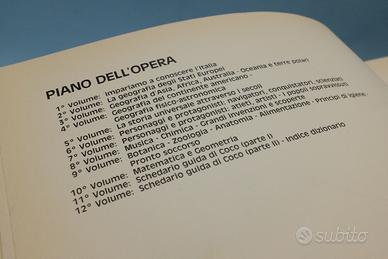 PIANO DELL'OPERA
1° Volume: Impariamo a conoscere l'Italia
2° Volume: La geografia degli Stati Europei
3° Volume: Geografia d'Asia, Africa, Australia - Oceania e terre polari
4° Volume: Geografia del continente americano -
Geografia fisico-astronomica
5° Volume: La storia universale attraverso i secoli
6° Volume: Personaggi e protagonisti: navigatori, conquistatori, scienziati
7° Volume: Personaggi e protagonisti: atleti, artisti - I popoli sopravvissuti
8° Volume: Musica - Chimica - Grandi invenzioni e scoperte
9° Volume: Botanica - Zoologia - Anatomia - Alimentazione - Principi di igiene.
Pronto soccorso
10° Volume: Matematica e Geometria
11° Volume: Schedario guida di Coco (parte I)
12° Volume: Schedario guida di Coco (parte II) - Indice dizionario
subito